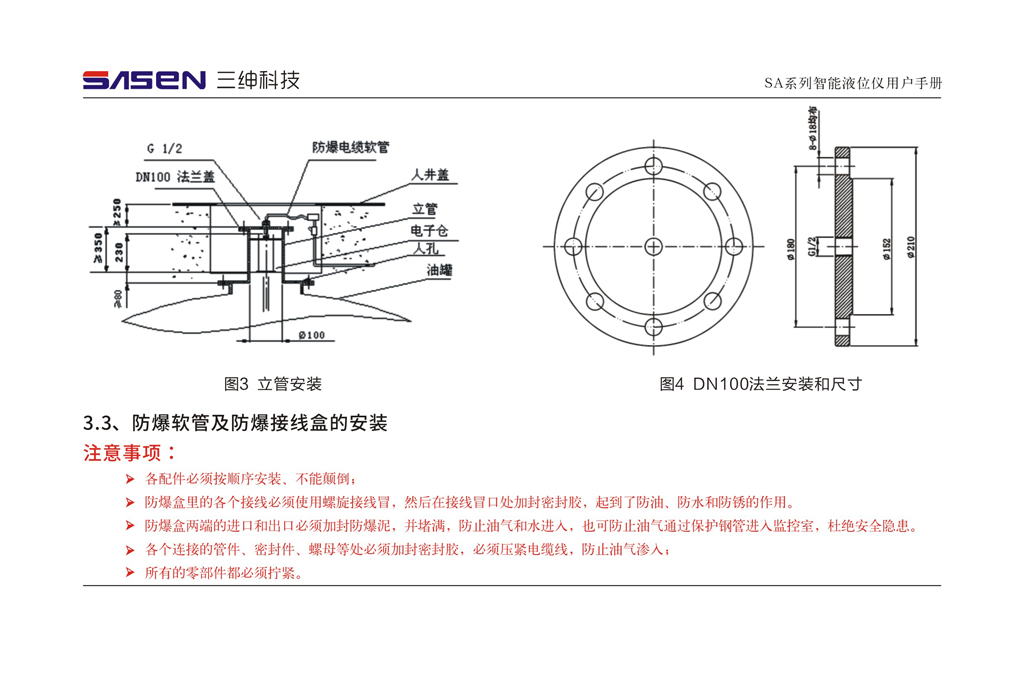 SASEN 三绅科技
SA系列智能液位仪用户手册
G 1/2
防爆电缆软管
DN100 法兰盖
人井盖
≥250
立管
≥350
230
电子仓
人孔
油罐
≥80
Ø100
8-Ø18均布
Ø180
G1/2
Ø152
Ø210
图3 立管安装
图4 DN100法兰安装和尺寸
3.3、防爆软管及防爆接线盒的安装
注意事项：
各配件必须按顺序安装、不能颠倒；
防爆盒里的各个接线必须使用螺旋接线冒，然后在接线冒口处加封密封胶，起到了防油、防水和防锈的作用。
防爆盒两端的进口和出口必须加封防爆泥，并堵满，防止油气和水进入，也可防止油气通过保护钢管进入监控室，杜绝安全隐患。
各个连接的管件、密封件、螺母等处必须加封密封胶，必须压紧电缆线，防止油气渗入；
所有的零部件都必须拧紧。